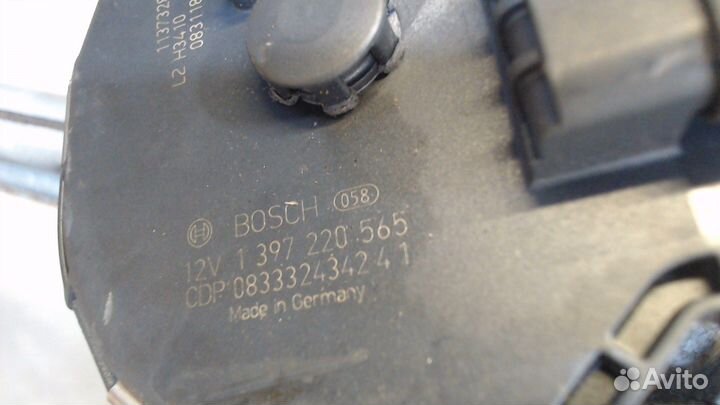 L2 H3410
BOSCH 058
12V 1 397 220 565
CDP 0833324342 4 1
Made in Germany
Avito